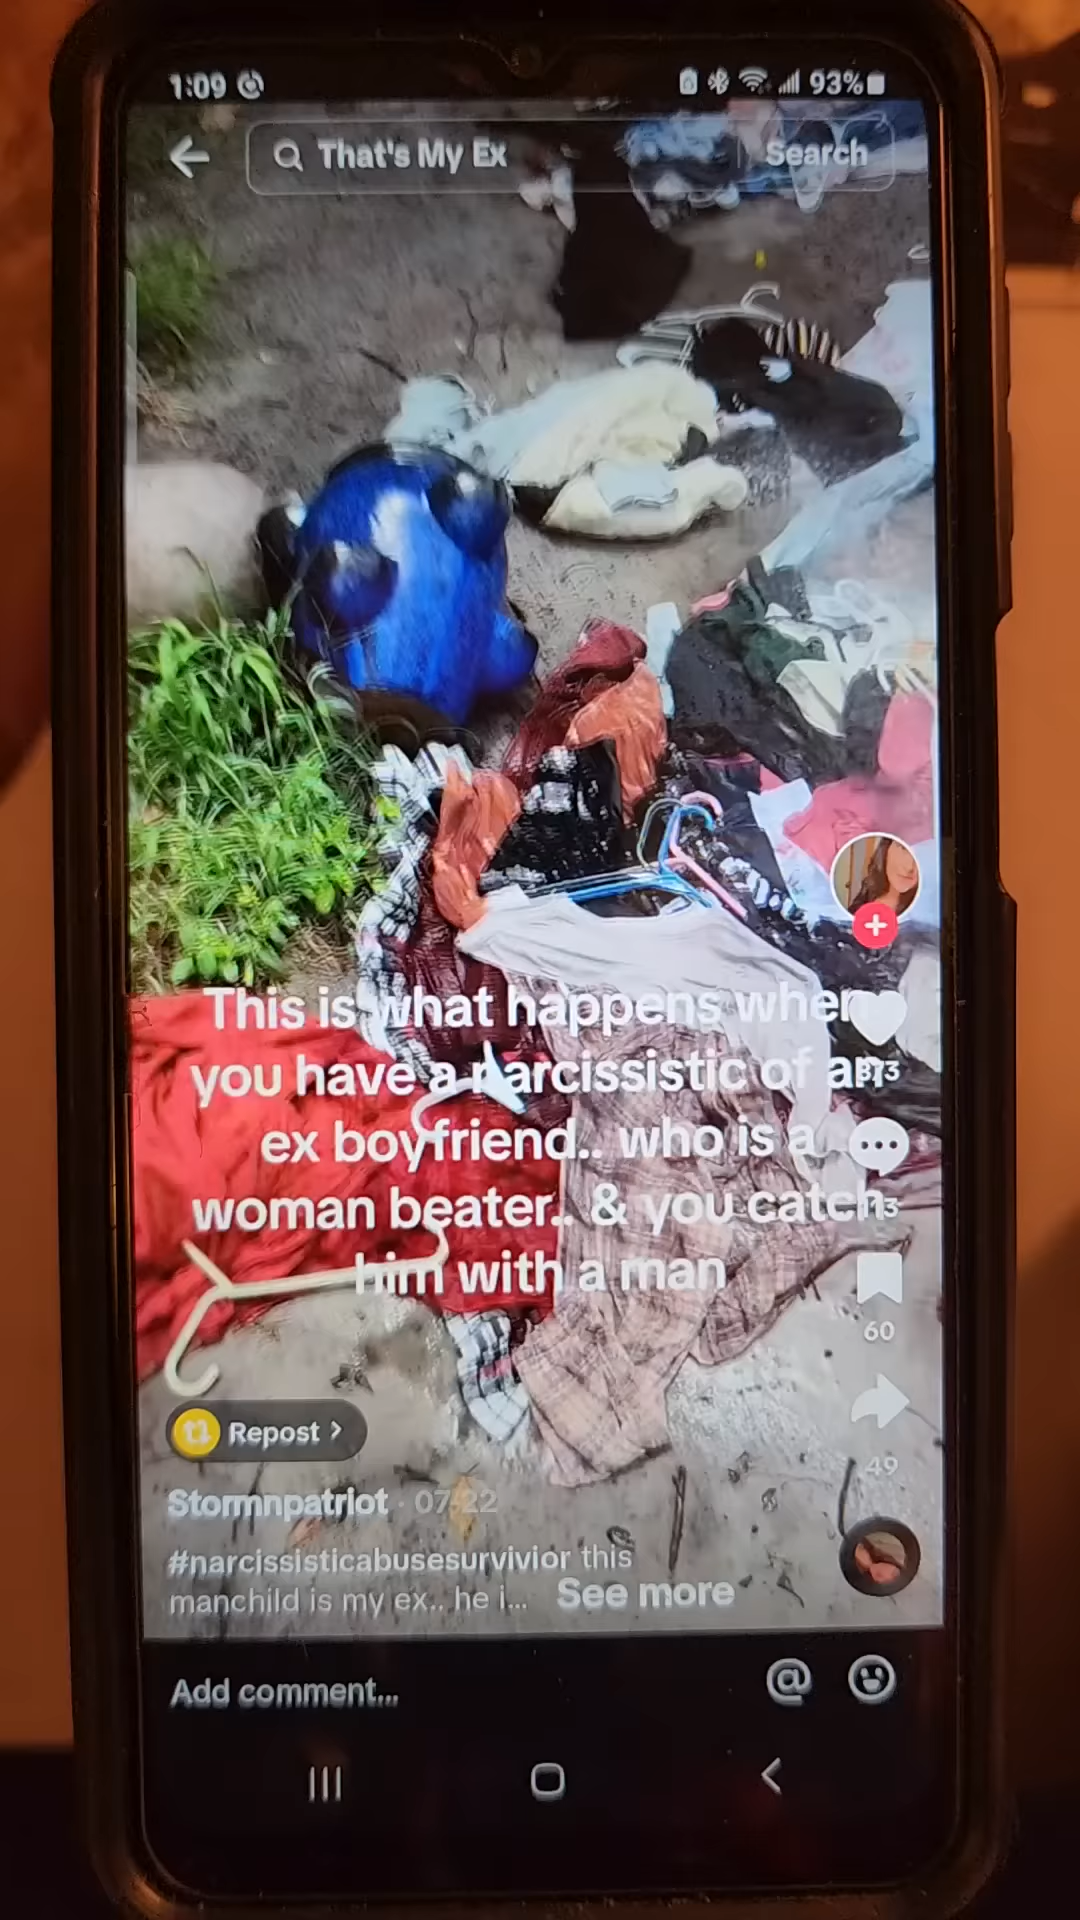 1:09 93%
That's My Ex Search
This is what happens when
you have a narcissistic of an
ex boyfriend.. who is a
woman beater.. & you catch
him with a man
60
49
Repost >
Stormnpatriot · 07-22
#narcissisticabusesurvivior this
manchild is my ex.. he i... See more
Add comment...
@